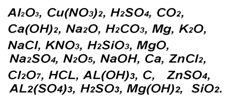 Al₂O₃, Cu(NO₃)₂, H₂SO₄, CO₂,
Ca(OH)₂, Na₂O, H₂CO₃, Mg, K₂O,
NaCl, KNO₃, H₂SiO₃, MgO,
Na₂SO₄, N₂O₅, NaOH, Ca, ZnCl₂,
Cl₂O₇, HCL, AL(OH)₃, C, ZnSO₄,
AL₂(SO₄)₃, H₂SO₃, Mg(OH)₂, SiO₂.